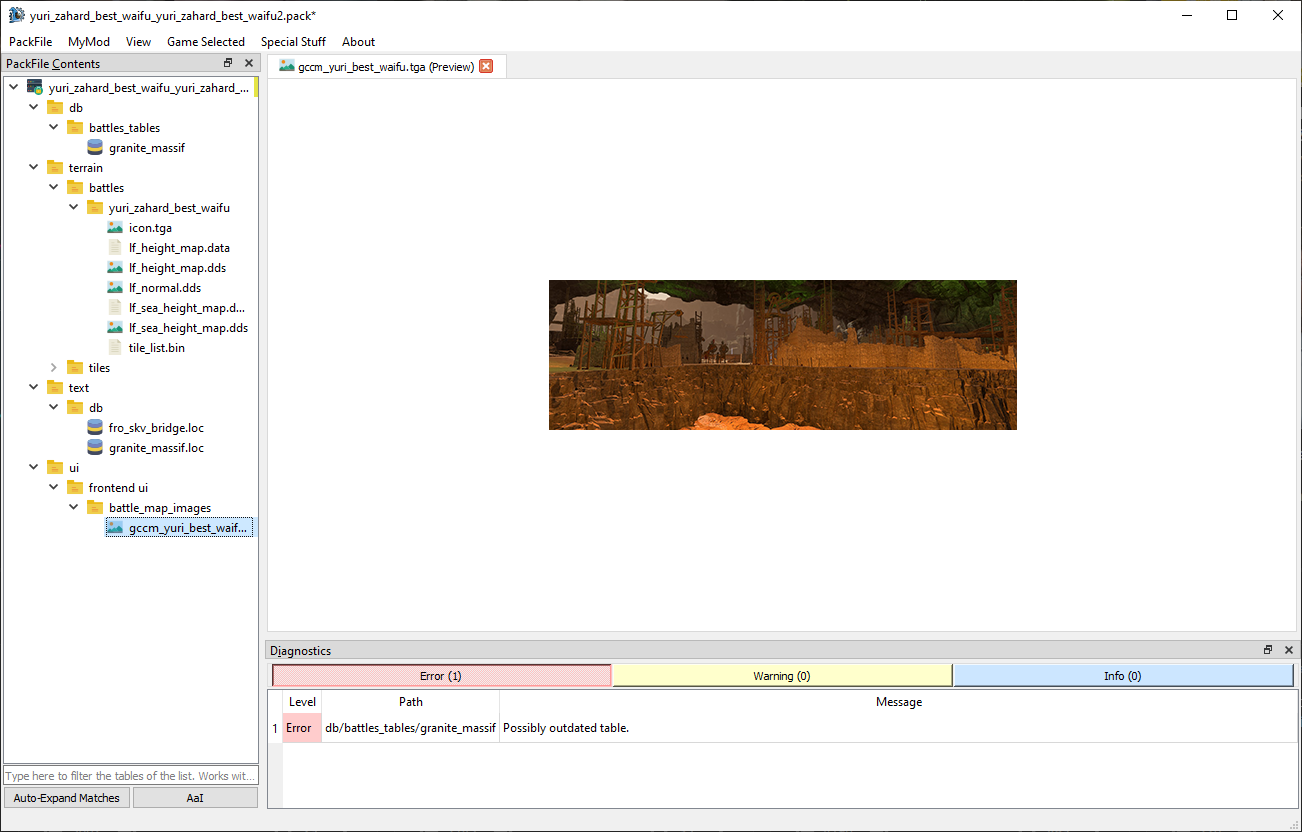 yuri_zahard_best_waifu_yuri_zahard_best_waifu2.pack*
PackFile MyMod View Game Selected Special Stuff About
PackFile Contents
gccm_yuri_best_waifu.tga (Preview)
yuri_zahard_best_waifu_yuri_zahard_...
db
battles_tables
granite_massif
terrain
battles
yuri_zahard_best_waifu
icon.tga
lf_height_map.data
lf_height_map.dds
lf_normal.dds
lf_sea_height_map.d...
lf_sea_height_map.dds
tile_list.bin
tiles
text
db
fro_skv_bridge.loc
granite_massif.loc
ui
frontend ui
battle_map_images
gccm_yuri_best_waif...
Type here to filter the tables of the list. Works wit...
Auto-Expand Matches AaI
Diagnostics
Error (1) Warning (0) Info (0)
Level Path Message
1 Error db/battles_tables/granite_massif Possibly outdated table.